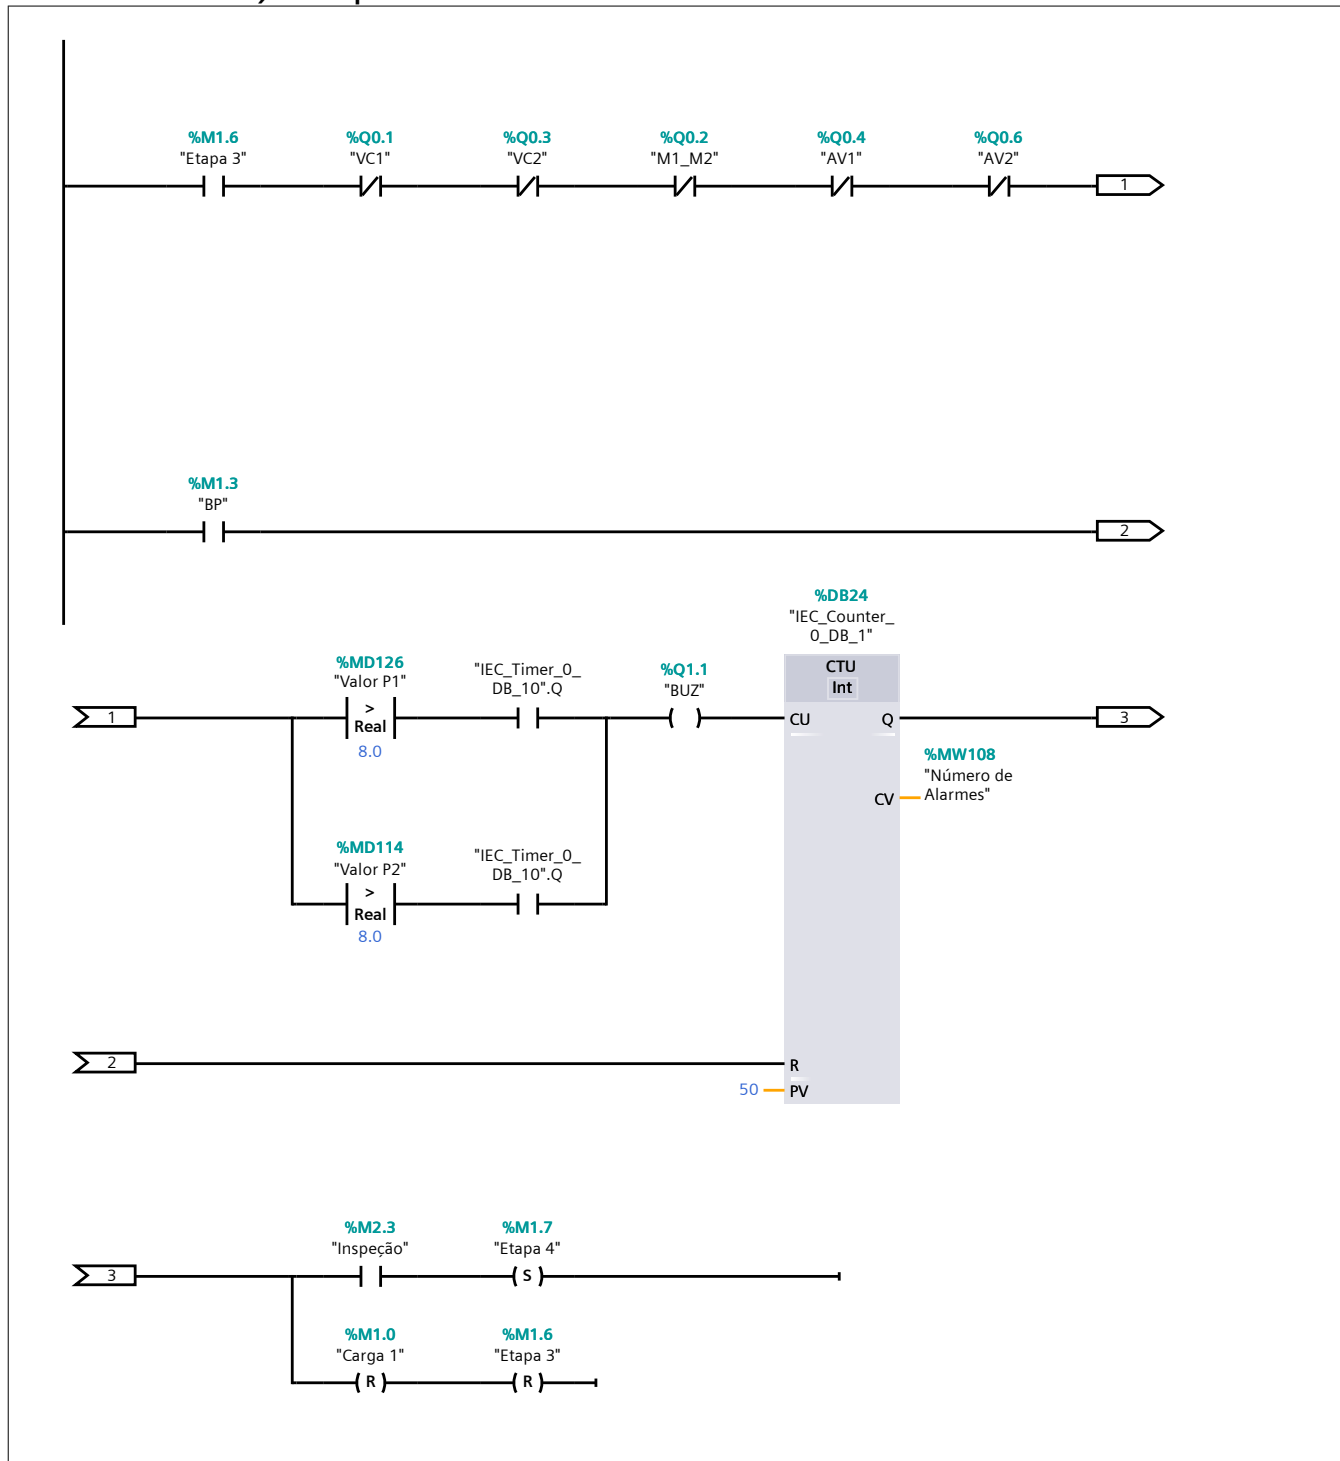 %M1.6 %Q0.1 %Q0.3 %Q0.2 %Q0.4 %Q0.6
"Etapa 3" "VC1" "VC2" "M1_M2" "AV1" "AV2"
1
%M1.3
"BP"
2
%DB24
"IEC_Counter_
0_DB_1"
CTU
Int
%MD126
"Valor P1"
>
Real
8.0
"IEC_Timer_0_
DB_10".Q
%Q1.1
"BUZ"
1
CU Q
3
%MW108
"Número de
Alarmes"
CV
%MD114
"Valor P2"
>
Real
8.0
"IEC_Timer_0_
DB_10".Q
2
R
50 PV
%M2.3 %M1.7
"Inspeção" "Etapa 4"
3
S
%M1.0 %M1.6
"Carga 1" "Etapa 3"
R R